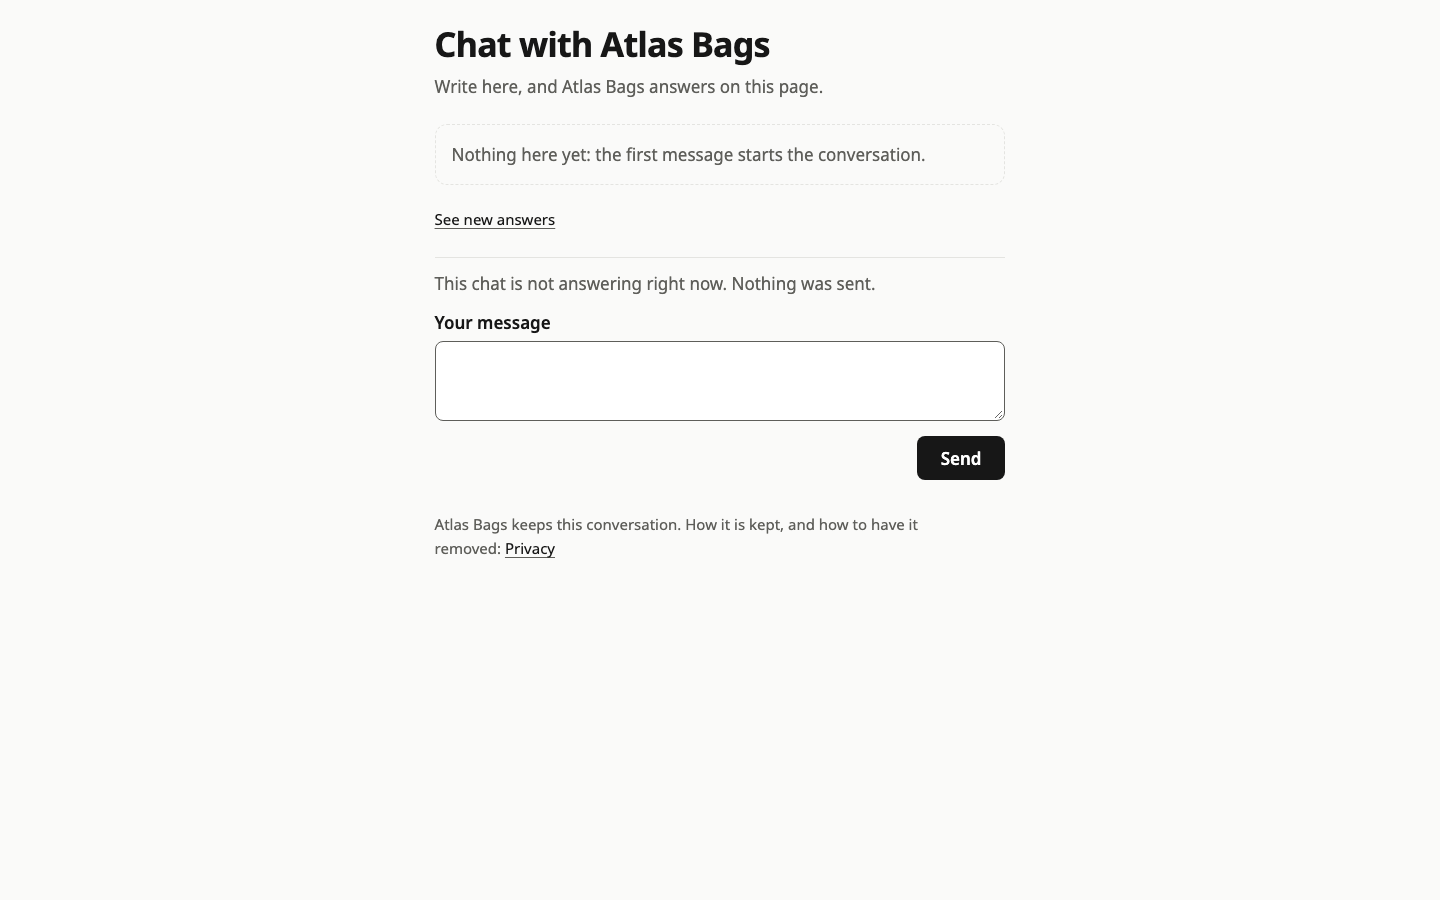 Chat with Atlas Bags
Write here, and Atlas Bags answers on this page.
Nothing here yet: the first message starts the conversation.
See new answers
This chat is not answering right now. Nothing was sent.
Your message
Send
Atlas Bags keeps this conversation. How it is kept, and how to have it
removed: Privacy